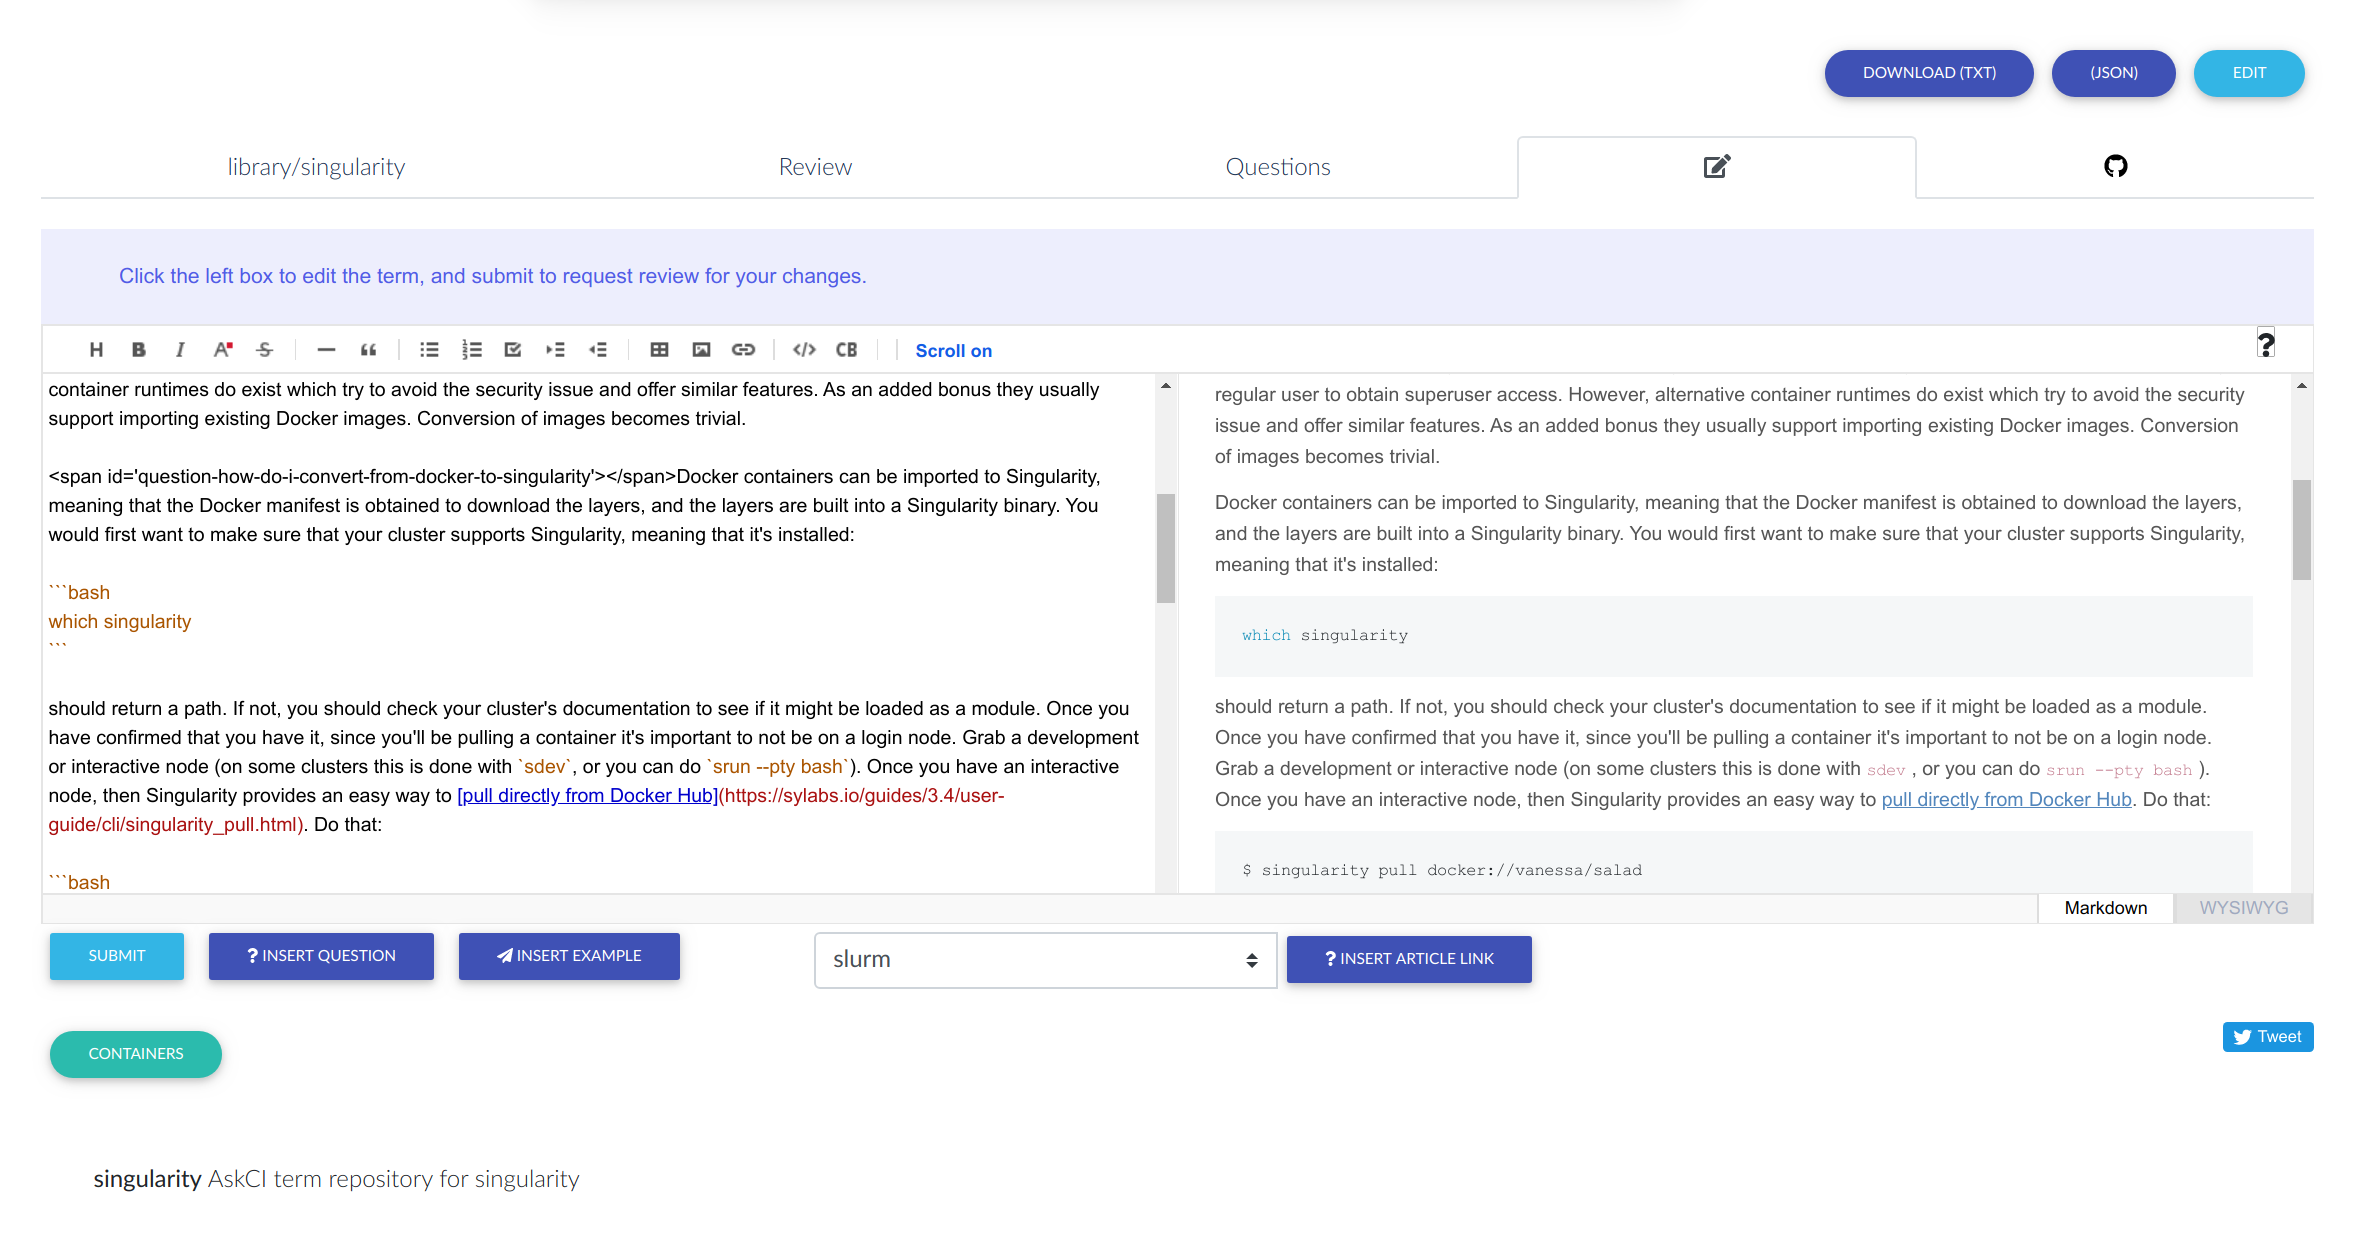 DOWNLOAD (TXT)
(JSON)
EDIT
library/singularity
Review
Questions
Click the left box to edit the term, and submit to request review for your changes.
H B I A S “ </> CB Scroll on ?
container runtimes do exist which try to avoid the security issue and offer similar features. As an added bonus they usually
support importing existing Docker images. Conversion of images becomes trivial.
<span id='question-how-do-i-convert-from-docker-to-singularity'></span>Docker containers can be imported to Singularity,
meaning that the Docker manifest is obtained to download the layers, and the layers are built into a Singularity binary. You
would first want to make sure that your cluster supports Singularity, meaning that it's installed:
```bash
which singularity
```
should return a path. If not, you should check your cluster's documentation to see if it might be loaded as a module. Once you
have confirmed that you have it, since you'll be pulling a container it's important to not be on a login node. Grab a development
or interactive node (on some clusters this is done with `sdev`, or you can do `srun --pty bash`). Once you have an interactive
node, then Singularity provides an easy way to [pull directly from Docker Hub](https://sylabs.io/guides/3.4/user-
guide/cli/singularity_pull.html). Do that:
```bash
regular user to obtain superuser access. However, alternative container runtimes do exist which try to avoid the security
issue and offer similar features. As an added bonus they usually support importing existing Docker images. Conversion
of images becomes trivial.
Docker containers can be imported to Singularity, meaning that the Docker manifest is obtained to download the layers,
and the layers are built into a Singularity binary. You would first want to make sure that your cluster supports Singularity,
meaning that it's installed:
which singularity
should return a path. If not, you should check your cluster's documentation to see if it might be loaded as a module.
Once you have confirmed that you have it, since you'll be pulling a container it's important to not be on a login node.
Grab a development or interactive node (on some clusters this is done with sdev , or you can do srun --pty bash ).
Once you have an interactive node, then Singularity provides an easy way to pull directly from Docker Hub. Do that:
$ singularity pull docker://vanessa/salad
Markdown
WYSIWYG
SUBMIT
? INSERT QUESTION
INSERT EXAMPLE
slurm
? INSERT ARTICLE LINK
CONTAINERS
Tweet
singularity AskCI term repository for singularity